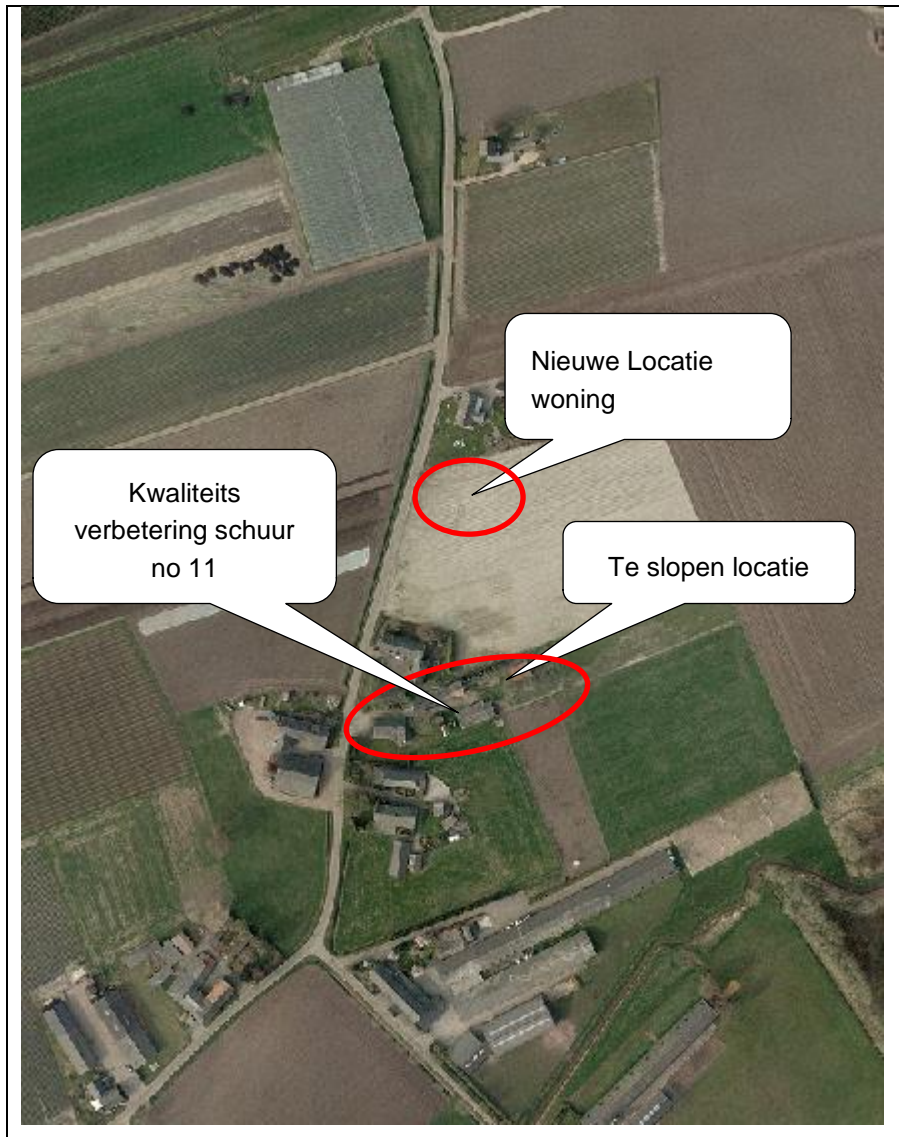 Nieuwe Locatie
woning
Kwaliteits
verbetering schuur
no 11
Te slopen locatie